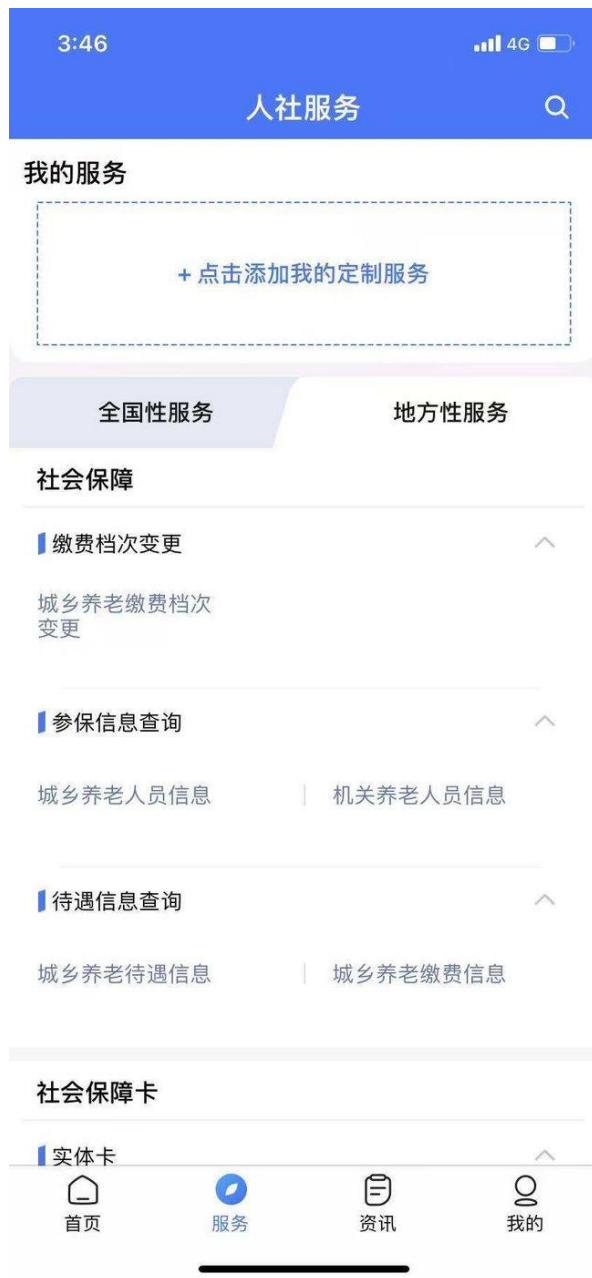 3:46
4G
人社服务
我的服务
+ 点击添加我的定制服务
全国性服务
地方性服务
社会保障
缴费档次变更
城乡养老缴费档次
变更
参保信息查询
城乡养老人员信息
机关养老人员信息
待遇信息查询
城乡养老待遇信息
城乡养老缴费信息
社会保障卡
实体卡
首页
服务
资讯
我的